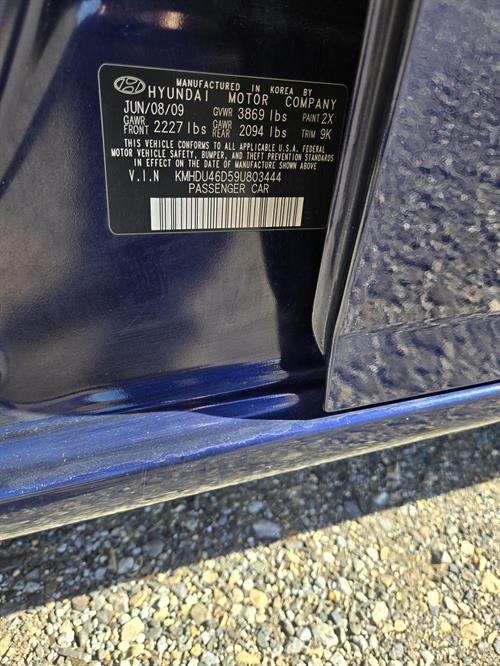 MANUFACTURED IN KOREA BY
HYUNDAI MOTOR COMPANY
JUN/08/09 GVWR 3869 lbs PAINT 2X
GAWR FRONT 2227 lbs GAWR REAR 2094 lbs TRIM 9K
THIS VEHICLE CONFORMS TO ALL APPLICABLE U.S.A. FEDERAL
MOTOR VEHICLE SAFETY, BUMPER, AND THEFT PREVENTION STANDARDS
IN EFFECT ON THE DATE OF MANUFACTURE SHOWN ABOVE.
V.I.N KMHDU46D59U803444
PASSENGER CAR